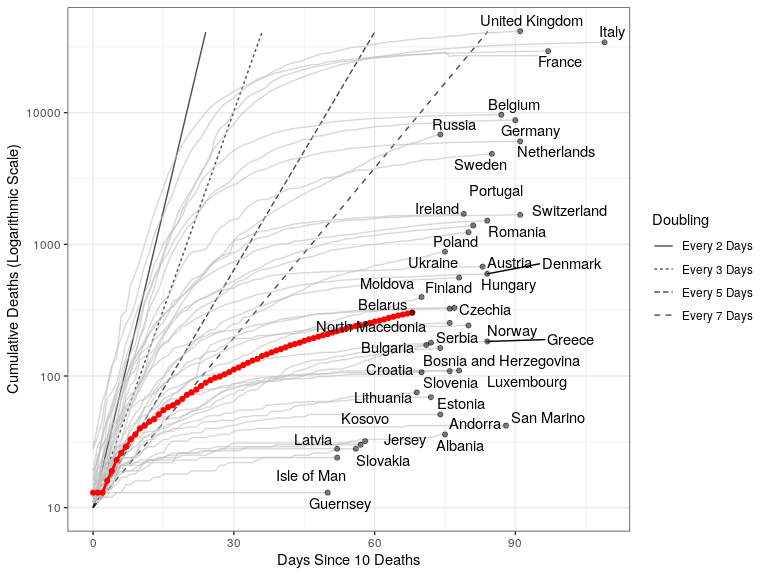 United Kingdom
Italy
France
Belgium
Russia
Germany
Netherlands
Sweden
Portugal
Ireland
Switzerland
Romania
Poland
Ukraine
Austria
Denmark
Moldova
Finland
Hungary
Belarus
Czechia
North Macedonia
Norway
Serbia
Greece
Bulgaria
Bosnia and Herzegovina
Croatia
Slovenia
Luxembourg
Lithuania
Estonia
Kosovo
San Marino
Andorra
Latvia
Jersey
Albania
Slovakia
Isle of Man
Guernsey
10000
1000
100
10
0
30
60
90
Days Since 10 Deaths
Cumulative Deaths (Logarithmic Scale)
Doubling
Every 2 Days
Every 3 Days
Every 5 Days
Every 7 Days